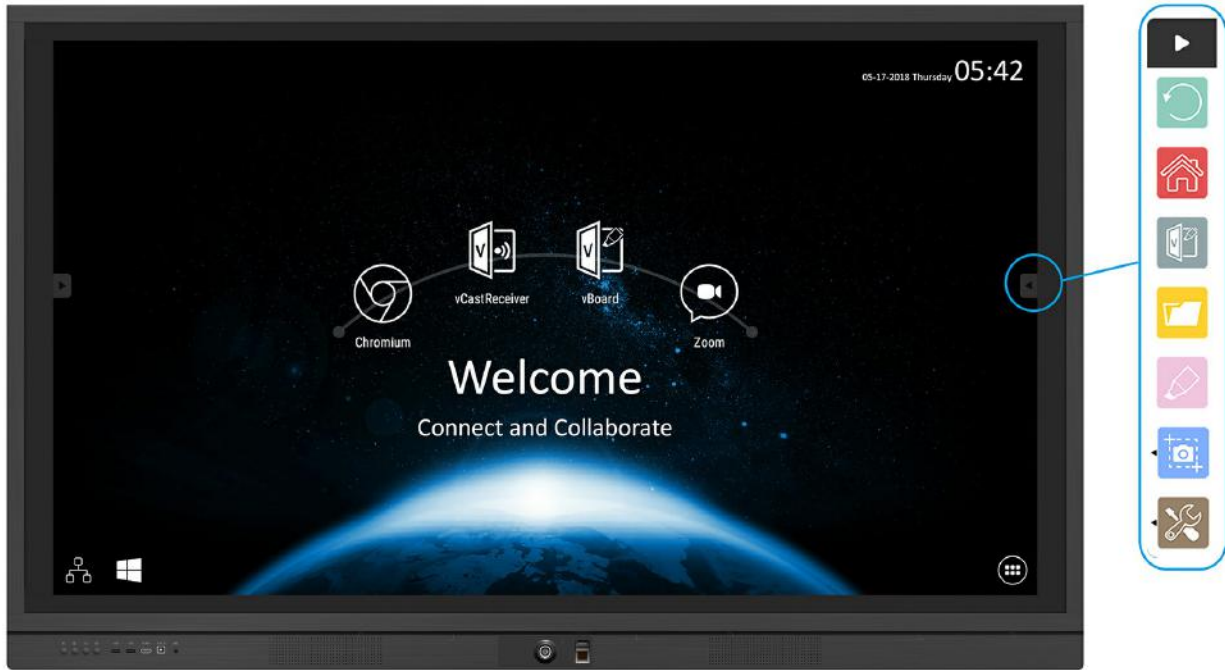 05-17-2018 Thursday 05:42
vCastReceiver
vBoard
Chromium
Zoom
Welcome
Connect and Collaborate